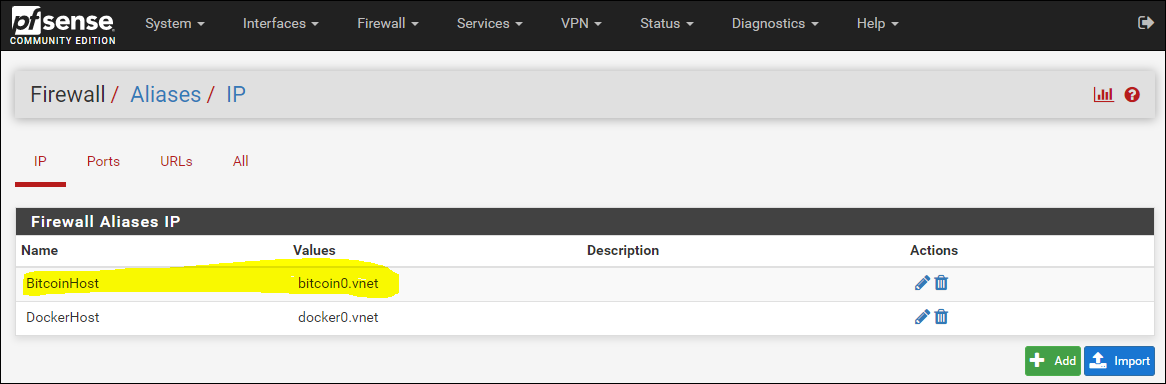 pfsense System Interfaces Firewall Services VPN Status Diagnostics Help
COMMUNITY EDITION
Firewall / Aliases / IP
IP Ports URLs All
Firewall Aliases IP
Name Values Description Actions
BitcoinHost bitcoin0.vnet
DockerHost docker0.vnet
Add Import